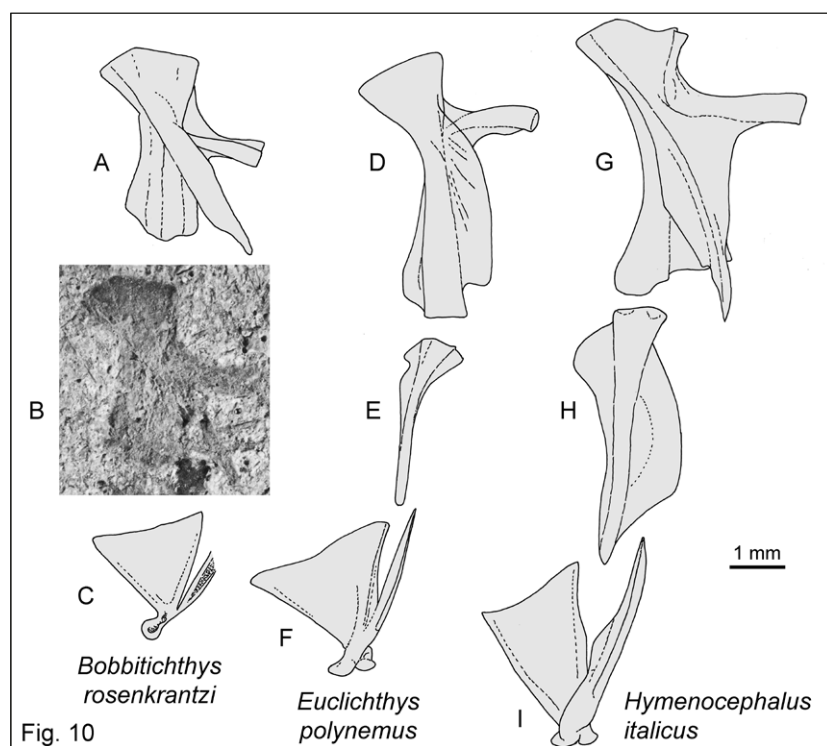 A
D
G
B
E
H
1 mm
C
F
I
Bobbitichthys
rosenkrantzi
Euclichthys
polynemus
Hymenocephalus
italicus
Fig. 10